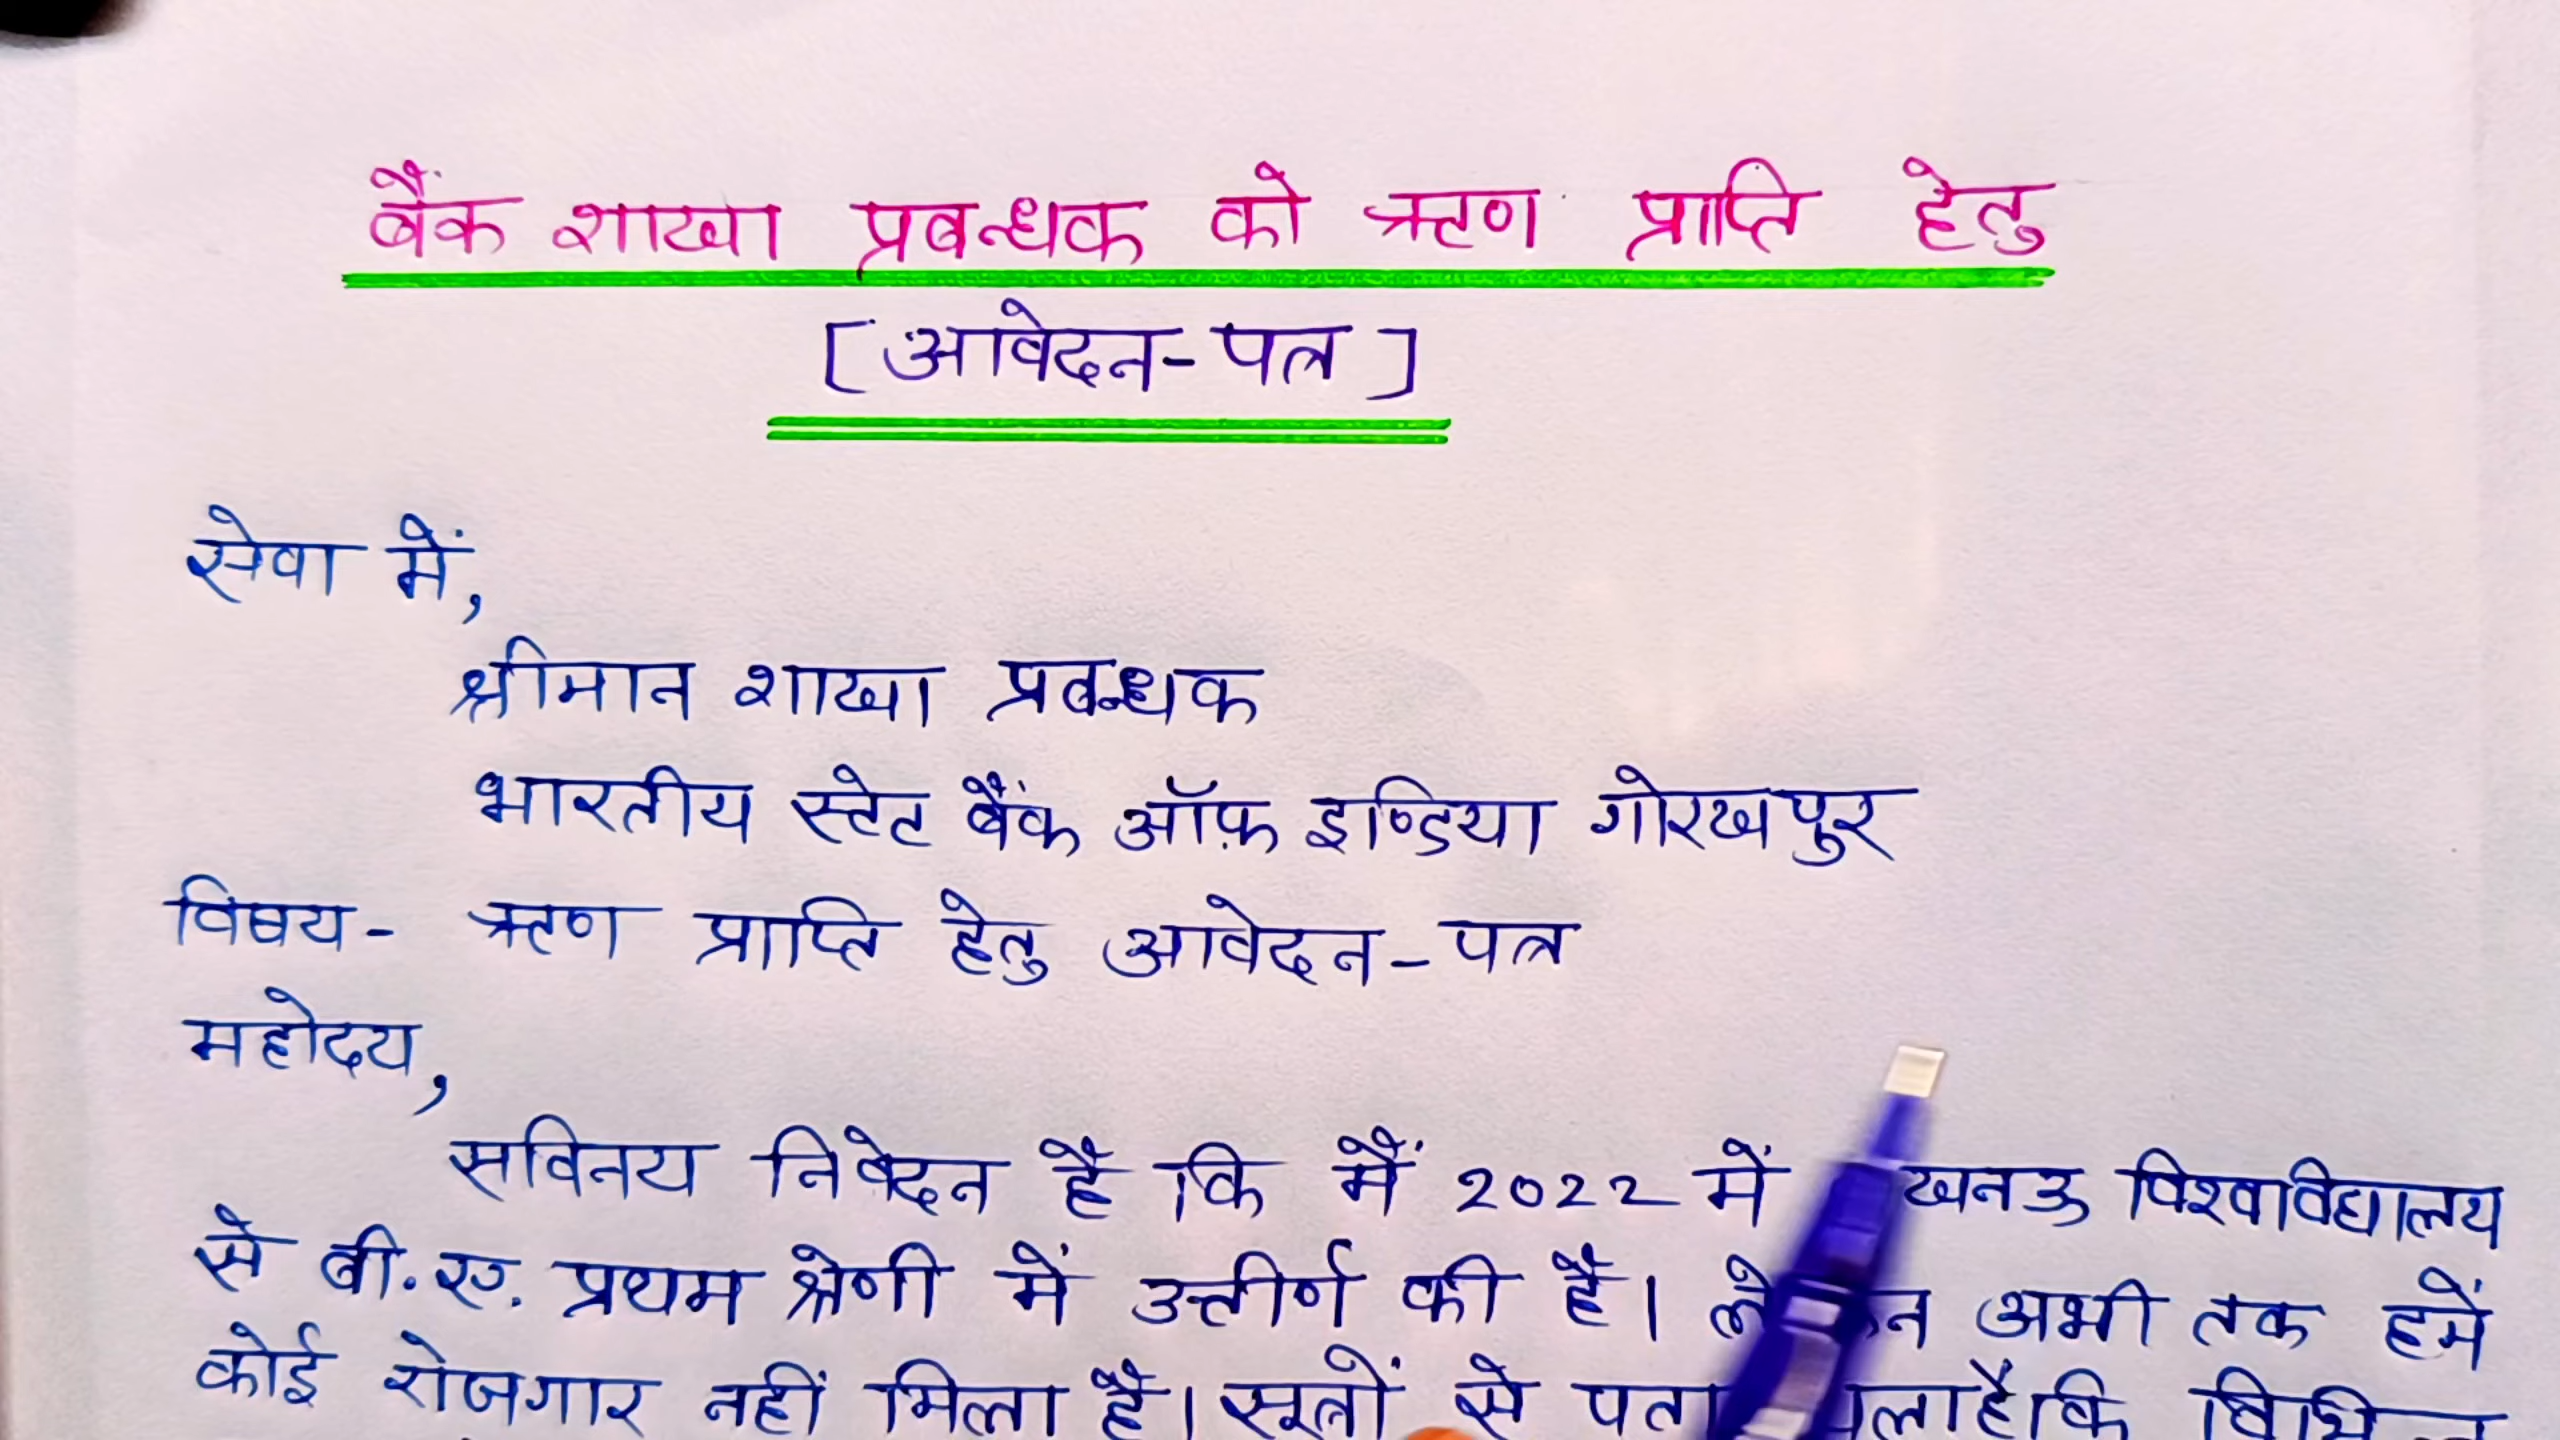 बैंक शाखा प्रबन्धक को ऋण प्राप्ति हेतु
[आवेदन-पत्र]
सेवा में,
श्रीमान शाखा प्रबन्धक
भारतीय स्टेट बैंक ऑफ़ इण्डिया गोरखपुर
विषय- ऋण प्राप्ति हेतु आवेदन-पत्र
महोदय,
सविनय निवेदन है कि मैं 2022 में विश्वविद्यालय
से बी.ए. प्रथम श्रेणी में उत्तीर्ण की है। अभी तक हमें
कोई रोजगार नहीं मिला है। सूत्रों से पता है कि